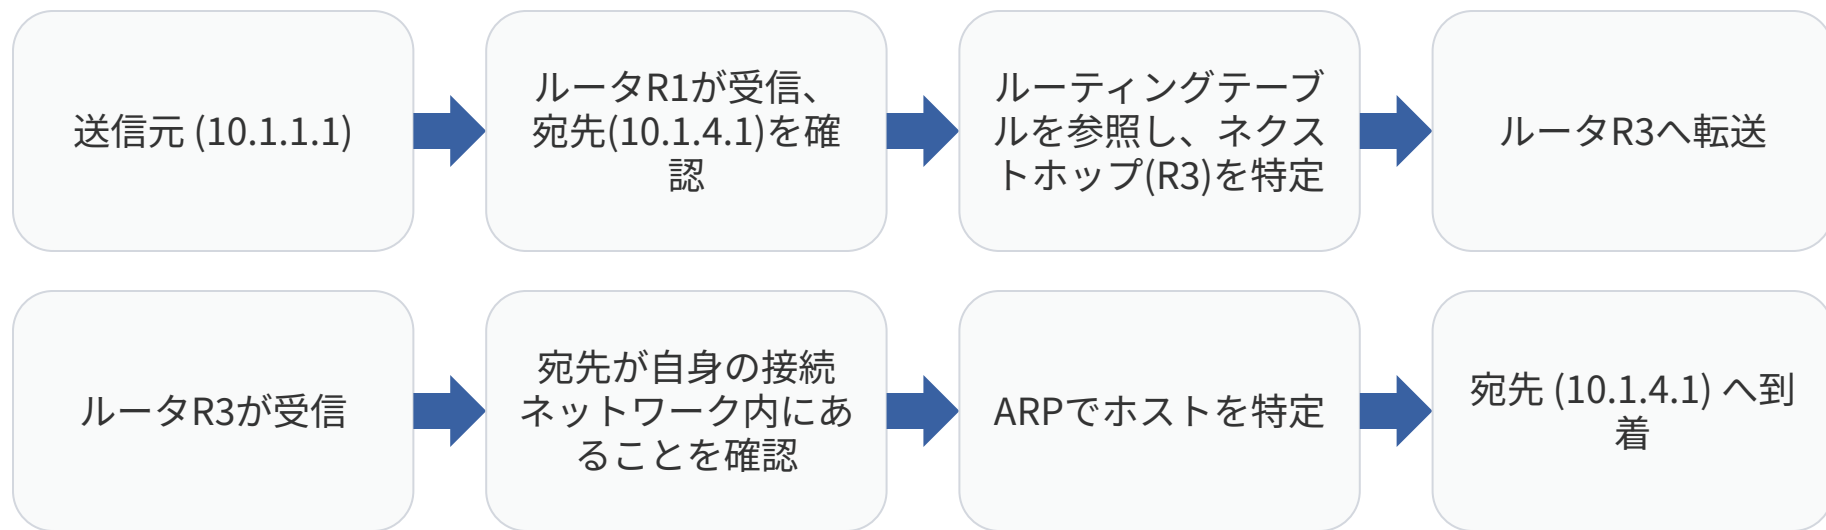 送信元 (10.1.1.1)
ルータR1が受信、
宛先(10.1.4.1)を確
認
ルーティングテーブ
ルを参照し、ネクス
トホップ(R3)を特定
ルータR3へ転送
ルータR3が受信
宛先が自身の接続
ネットワーク内にあ
ることを確認
ARPでホストを特定
宛先 (10.1.4.1) へ到
着